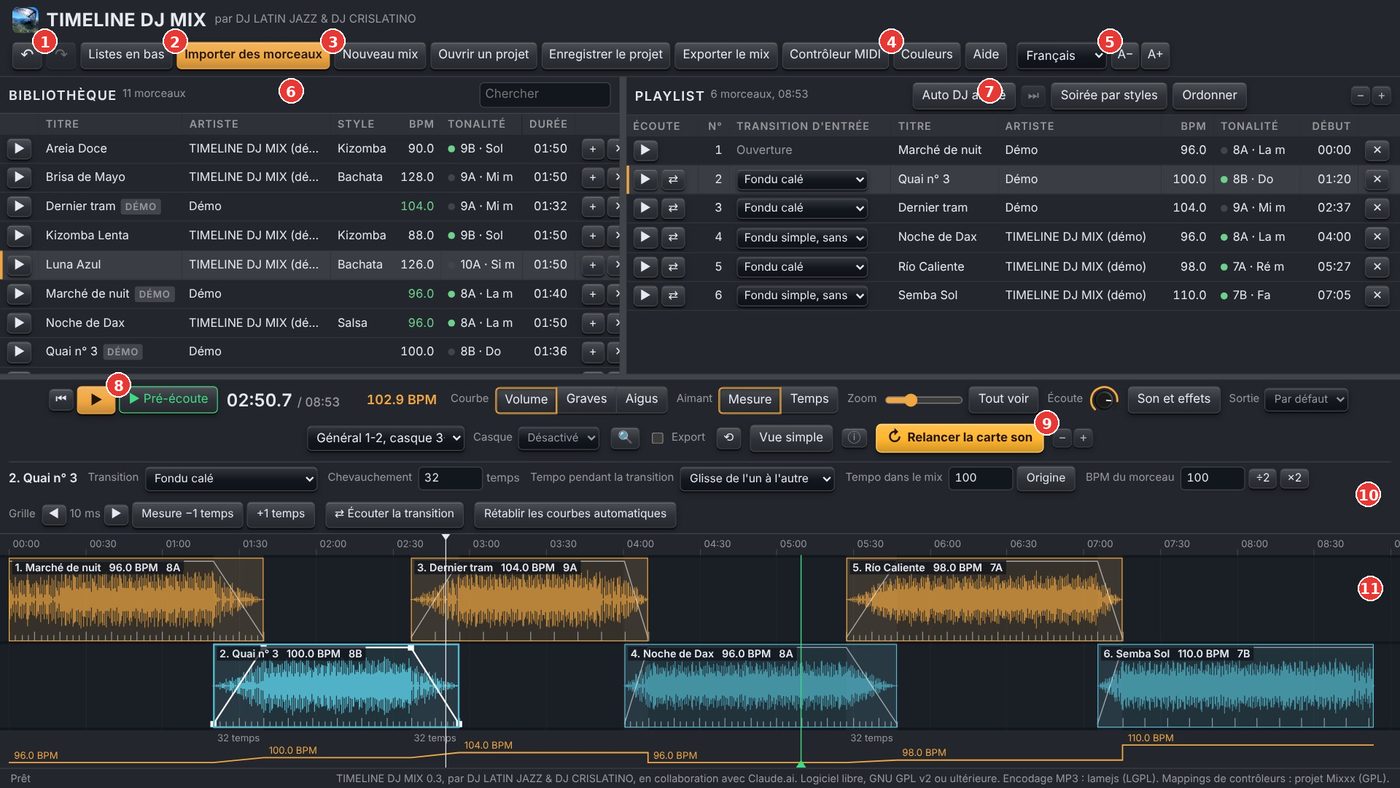 TIMELINE DJ MIX par DJ LATIN JAZZ & DJ CRISLATINO
1 2 3 4 5
Listes en bas Importer des morceaux Nouveau mix Ouvrir un projet Enregistrer le projet Exporter le mix Contrôleur MIDI Couleurs Aide Français A− A+
BIBLIOTHÈQUE 11 morceaux 6 Chercher
TITRE ARTISTE STYLE BPM TONALITÉ DURÉE
Areia Doce TIMELINE DJ MIX (dé... Kizomba 90.0 9B · Sol 01:50 +
Brisa de Mayo TIMELINE DJ MIX (dé... Bachata 128.0 9A · Mi m 01:50 +
Dernier tram DÉMO Démo 104.0 9A · Mi m 01:32 +
Kizomba Lenta TIMELINE DJ MIX (dé... Kizomba 88.0 9B · Sol 01:50 +
Luna Azul TIMELINE DJ MIX (dé... Bachata 126.0 10A · Si m 01:50 +
Marché de nuit DÉMO Démo 96.0 8A · La m 01:40 +
Noche de Dax TIMELINE DJ MIX (dé... Salsa 96.0 8A · La m 01:50 +
Quai n° 3 DÉMO Démo 100.0 8B · Do 01:36 +
PLAYLIST 6 morceaux, 08:53 Auto DJ 7 Soirée par styles Ordonner − +
ÉCOUTE N° TRANSITION D'ENTRÉE TITRE ARTISTE BPM TONALITÉ DÉBUT
1 Ouverture Marché de nuit Démo 96.0 8A · La m 00:00 ×
2 Fondu calé Quai n° 3 Démo 100.0 8B · Do 01:20 ×
3 Fondu calé Dernier tram Démo 104.0 9A · Mi m 02:37 ×
4 Fondu simple, sans Noche de Dax TIMELINE DJ MIX (démo) 96.0 8A · La m 04:00 ×
5 Fondu calé Río Caliente TIMELINE DJ MIX (démo) 98.0 7A · Ré m 05:27 ×
6 Fondu simple, sans Semba Sol TIMELINE DJ MIX (démo) 110.0 7B · Fa 07:05 ×
8 Pré-écoute 02:50.7 / 08:53 102.9 BPM Courbe Volume Graves Aigus Aimant Mesure Temps Zoom Tout voir Écoute Son et effets Sortie Par défaut
Général 1-2, casque 3 Casque Désactivé Export Vue simple Relancer la carte son 9 − +
2. Quai n° 3 Transition Fondu calé Chevauchement 32 temps Tempo pendant la transition Glisse de l'un à l'autre Tempo dans le mix 100 Origine BPM du morceau 100 ÷2 ×2 10
Grille 10 ms Mesure −1 temps +1 temps Écouter la transition Rétablir les courbes automatiques
00:00 00:30 01:00 01:30 02:00 02:30 03:00 03:30 04:00 04:30 05:00 05:30 06:00 06:30 07:00 07:30 08:00 08:30
1. Marché de nuit 96.0 BPM 8A 3. Dernier tram 104.0 BPM 9A 5. Río Caliente 98.0 BPM 7A 11
2. Quai n° 3 100.0 BPM 8B 4. Noche de Dax 96.0 BPM 8A 6. Semba Sol 110.0 BPM 7B
32 temps 32 temps 32 temps
96.0 BPM 100.0 BPM 104.0 BPM 96.0 BPM 98.0 BPM 110.0 BPM
Prêt TIMELINE DJ MIX 0.3, par DJ LATIN JAZZ & DJ CRISLATINO, en collaboration avec Claude.ai. Logiciel libre, GNU GPL v2 ou ultérieure. Encodage MP3 : lamejs (LGPL). Mappings de contrôleurs : projet Mixxx (GPL).